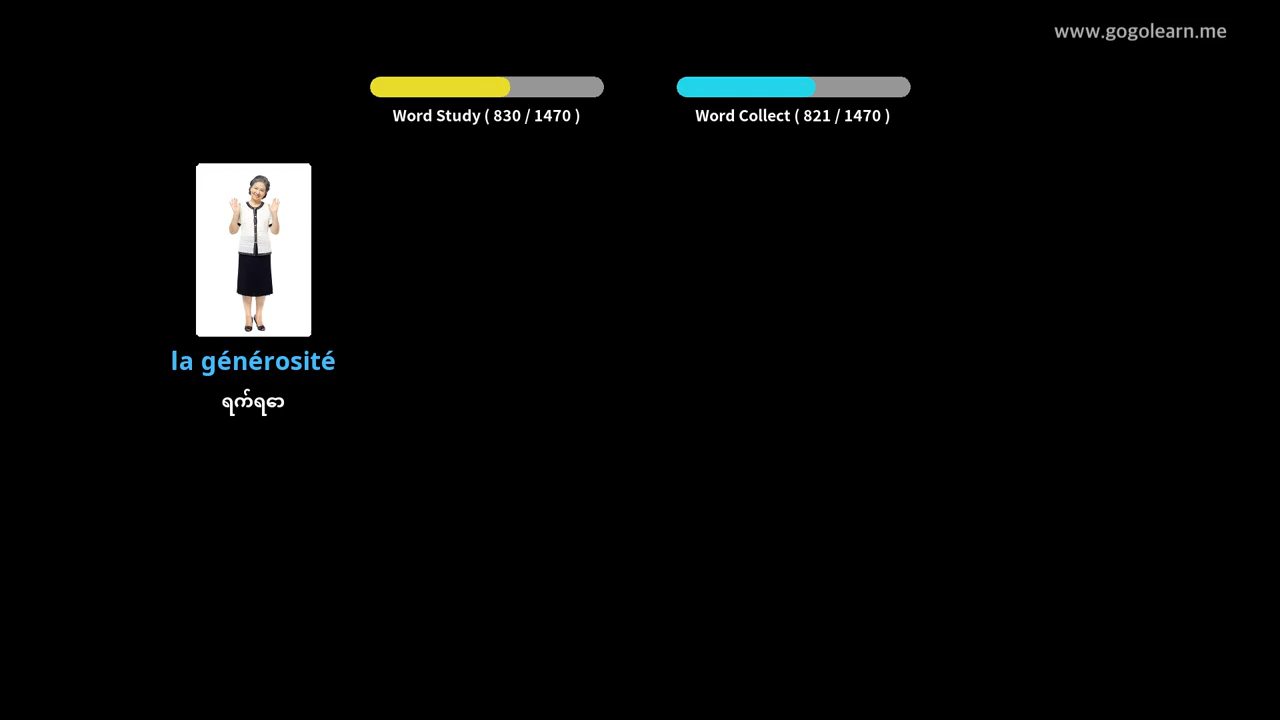 www.gogolearn.me
Word Study ( 830 / 1470 )
Word Collect ( 821 / 1470 )
la générosité
ရက်ရော